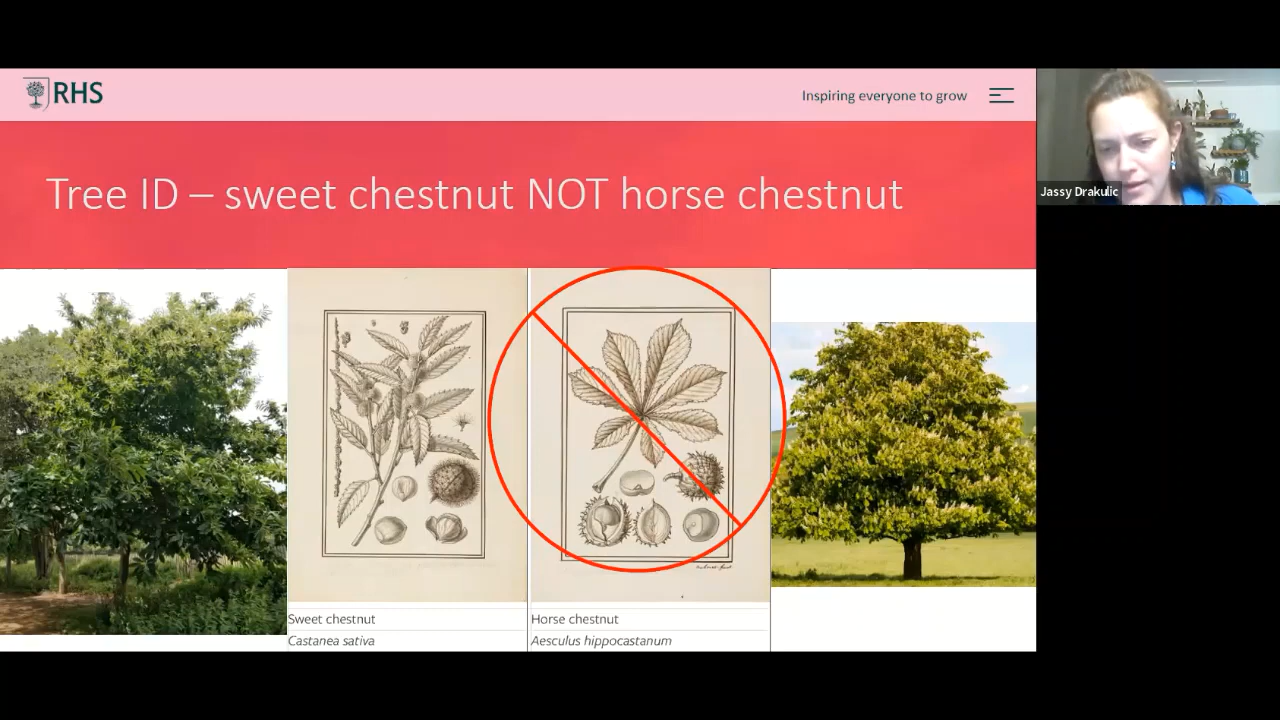 RHS
Inspiring everyone to grow
Tree ID – sweet chestnut NOT horse chestnut
Jassy Drakulic
Sweet chestnut
Castanea sativa
Horse chestnut
Aesculus hippocastanum